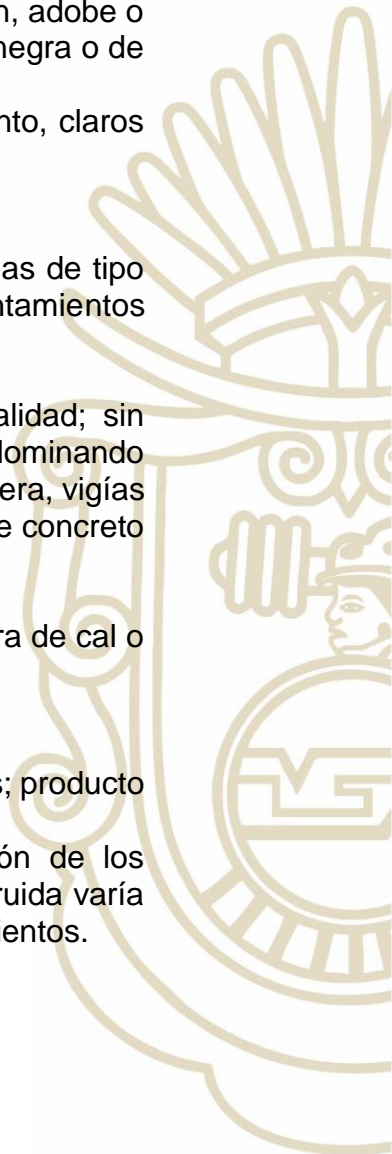 , adobe o
negra o de
nto, claros
as de tipo
ntamientos
alidad; sin
dominando
era, vigías
e concreto
ra de cal o
s; producto
ón de los
ruida varía
ientos.